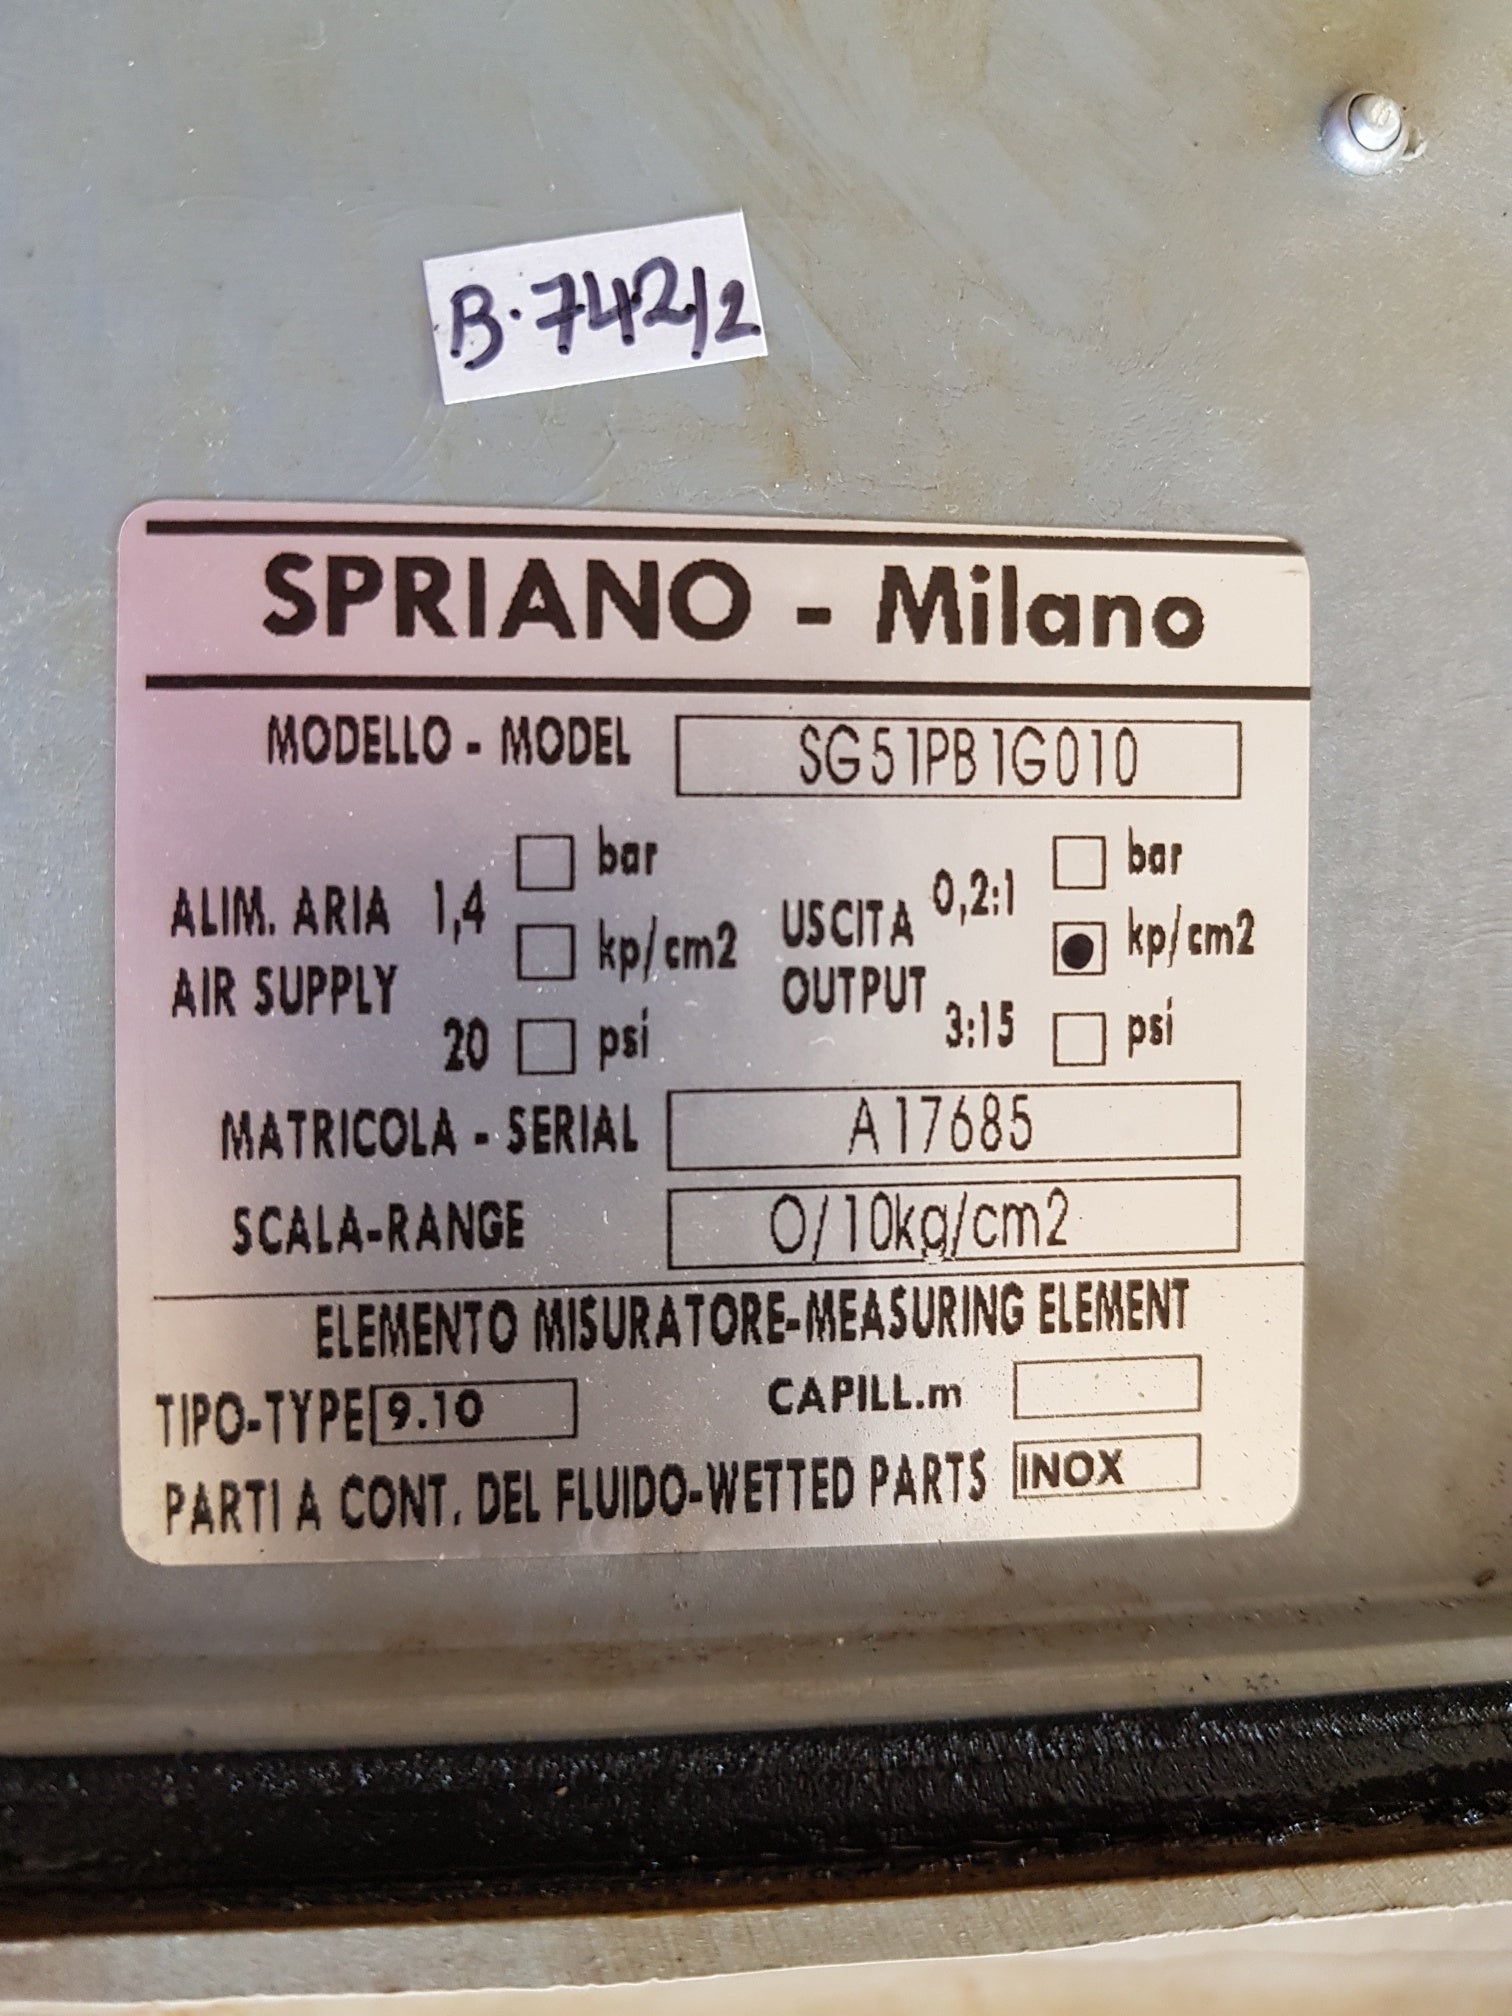 B.742/2
SPRIANO - Milano
MODELLO - MODEL SG51PB1G010
ALIM. ARIA 1,4 bar
kp/cm2
AIR SUPPLY 20 psi
USCITA 0,2:1 bar
kp/cm2
OUTPUT 3:15 psi
MATRICOLA - SERIAL A17685
SCALA-RANGE 0/10kg/cm2
ELEMENTO MISURATORE-MEASURING ELEMENT
TIPO-TYPE 9.10 CAPILL.m
PARTI A CONT. DEL FLUIDO-WETTED PARTS INOX